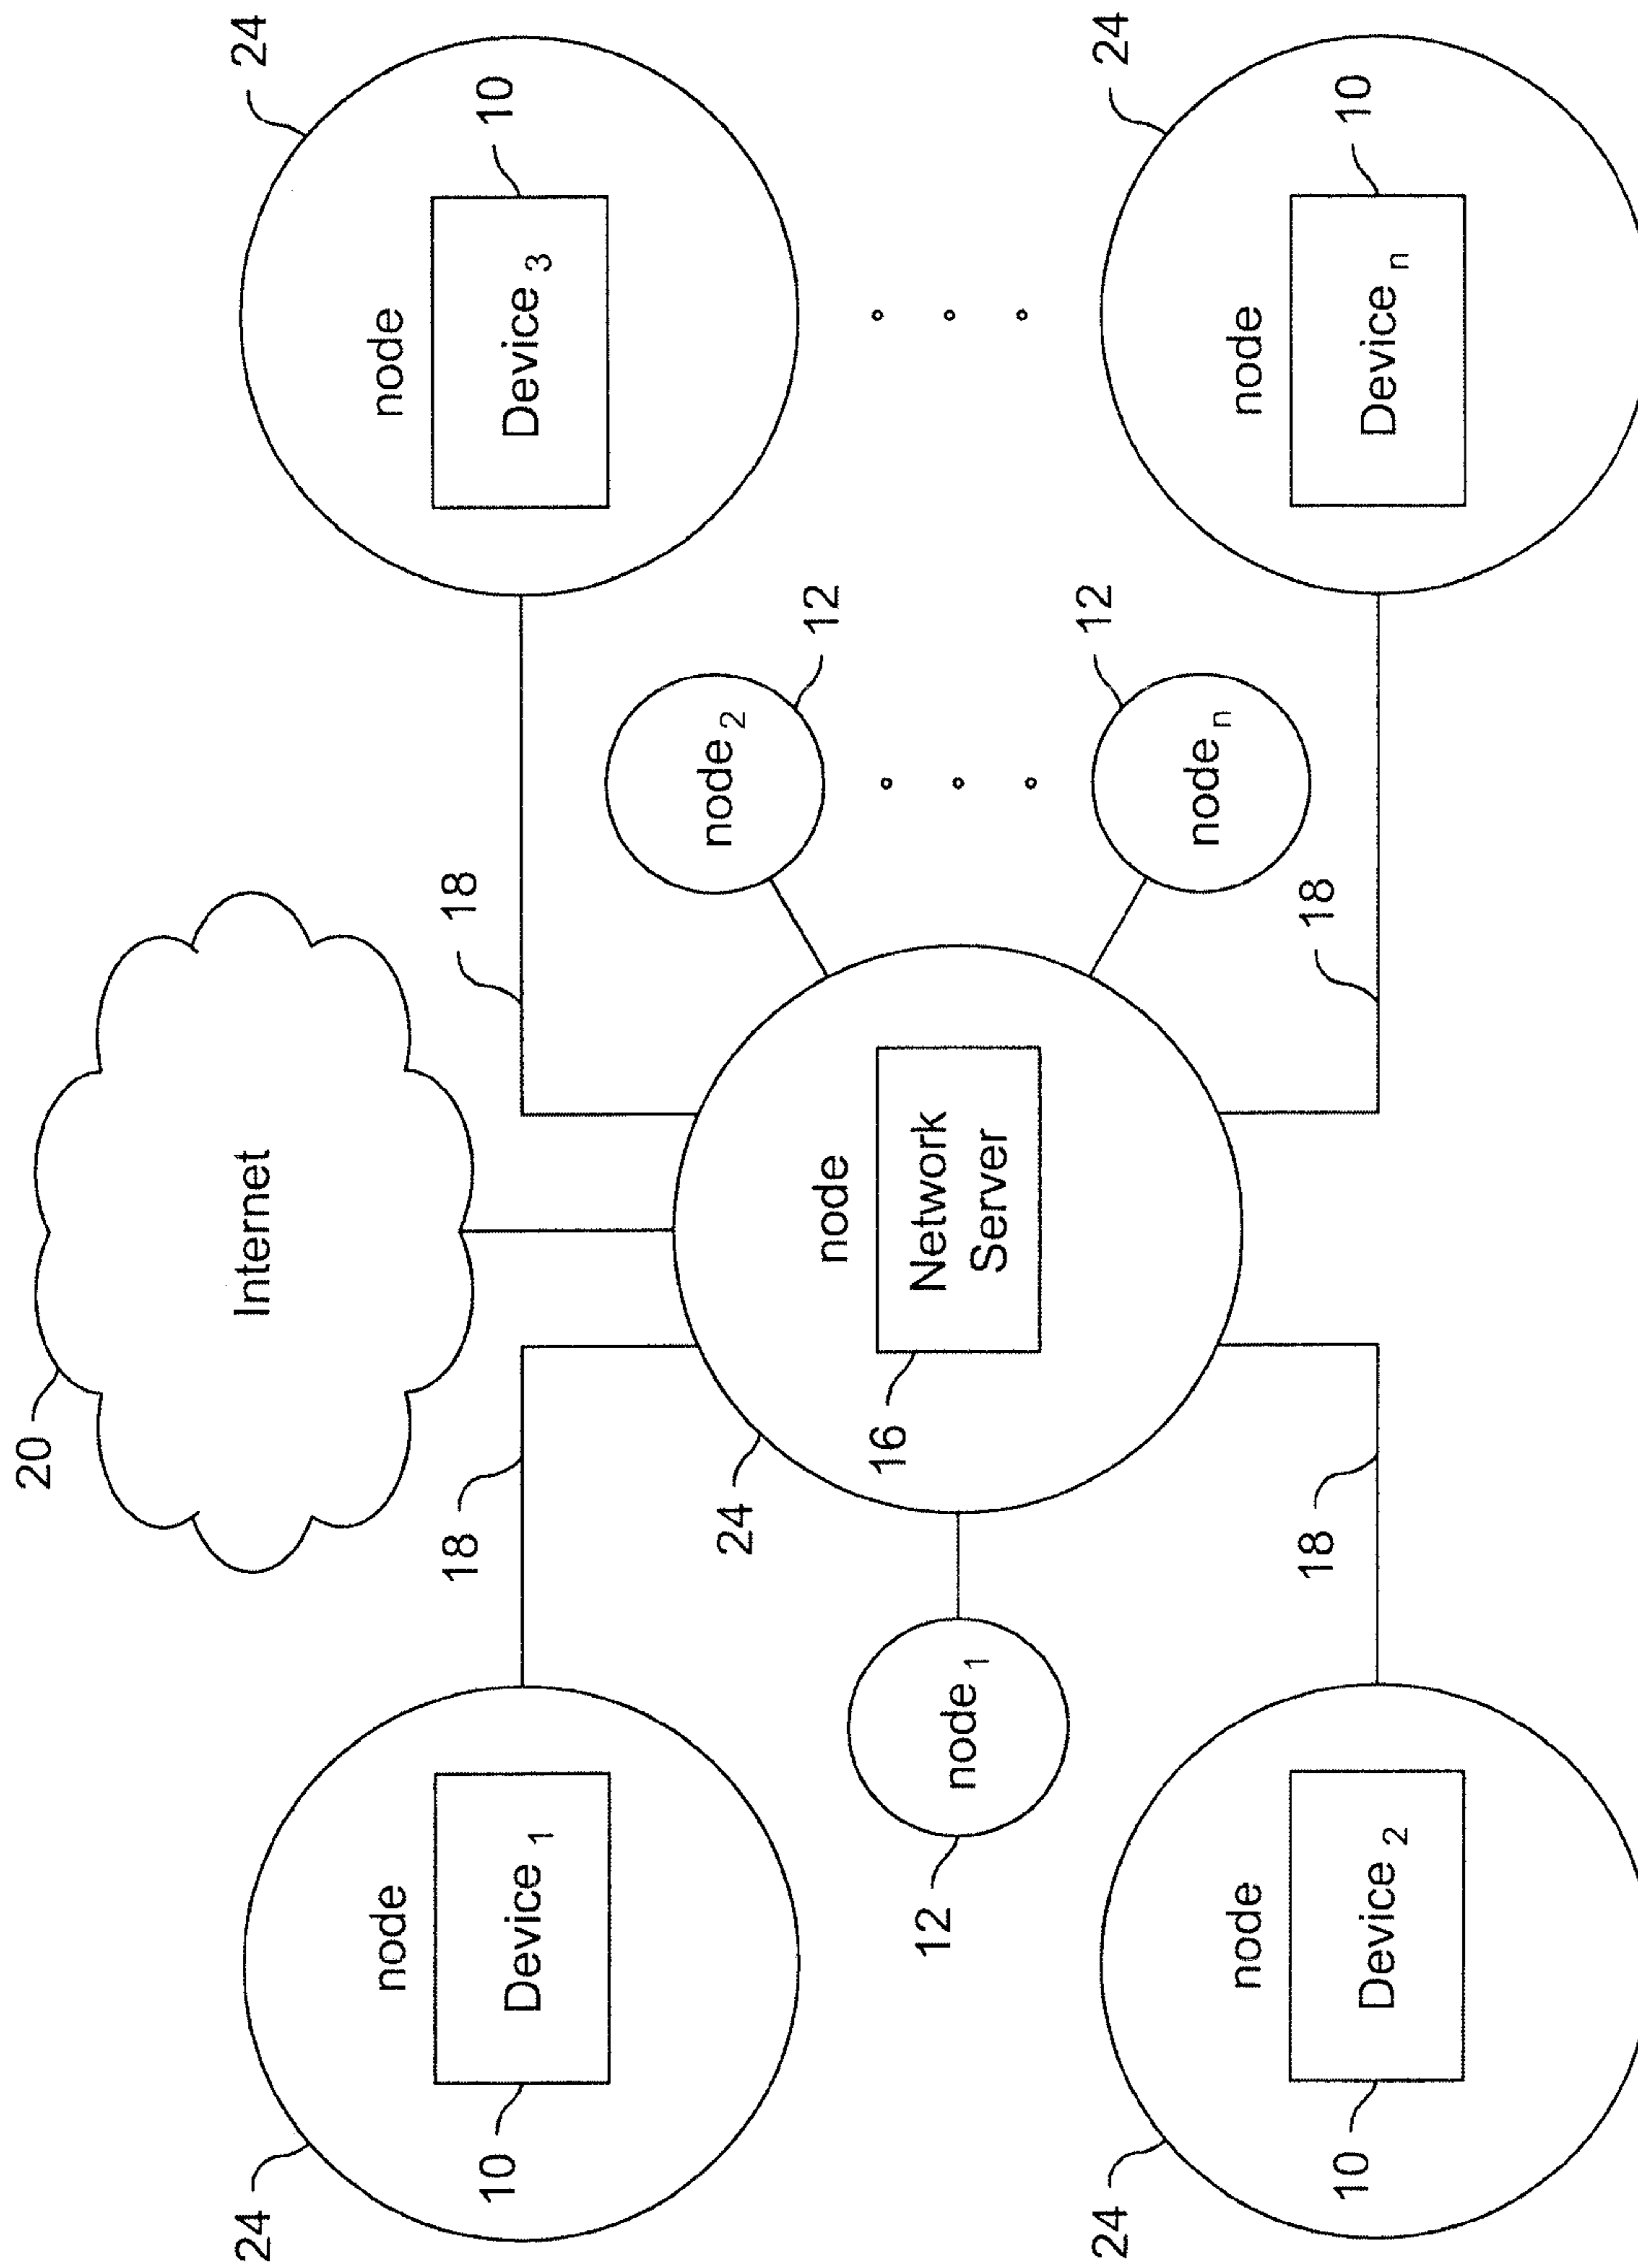 20
Internet
24
24
node
node
10
Device 1
18
18
Device 3
10
24
node
node 2
12
12
node 1
16
Network
Server
node n
12
24
24
node
node
10
Device 2
18
18
Device n
10